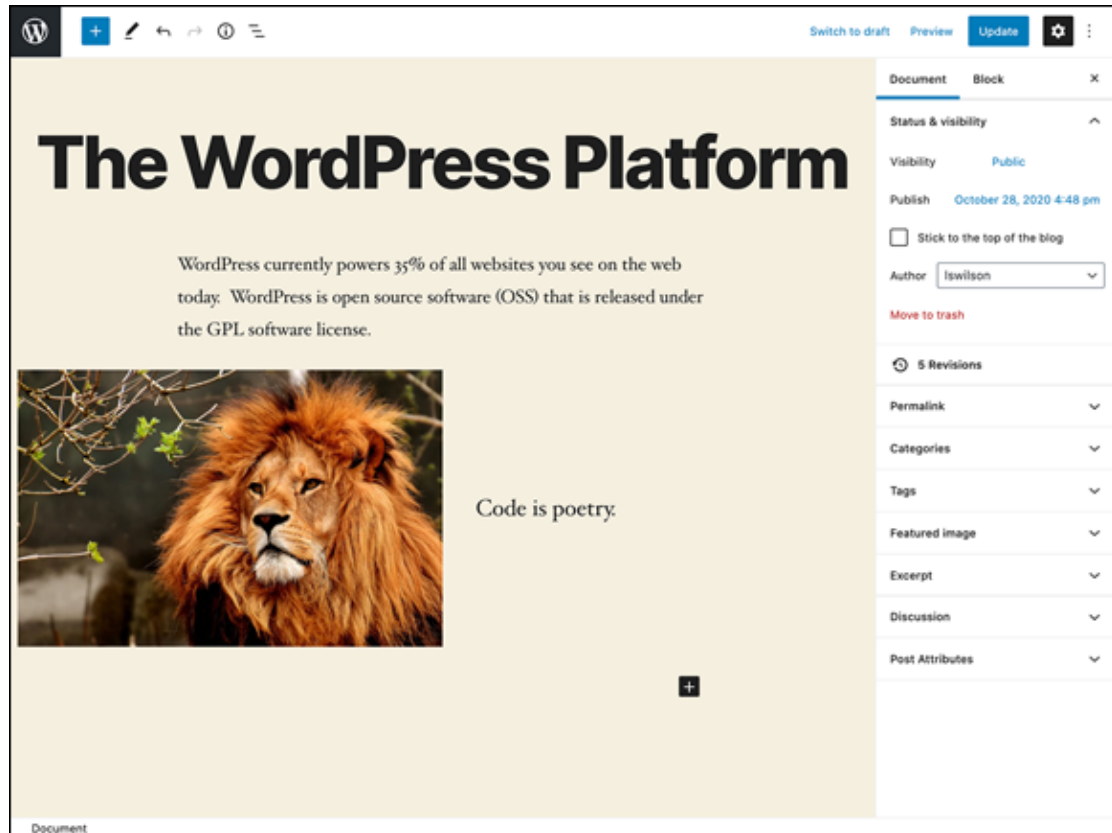 Switch to draft Preview Update
The WordPress Platform
WordPress currently powers 35% of all websites you see on the web
today. WordPress is open source software (OSS) that is released under
the GPL software license.
Code is poetry.
Document Block
Status & visibility
Visibility Public
Publish October 28, 2020 4:48 pm
Stick to the top of the blog
Author lswilson
Move to trash
5 Revisions
Permalink
Categories
Tags
Featured image
Excerpt
Discussion
Post Attributes
Document